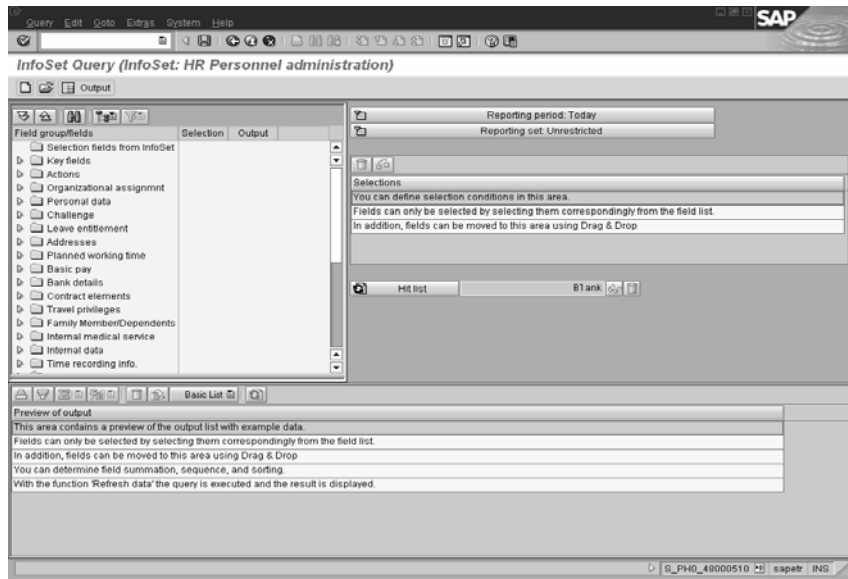 Query Edit Goto Extras System Help
SAP
InfoSet Query (InfoSet: HR Personnel administration)
Output
Field group/fields Selection Output
Selection fields from InfoSet
Key fields
Actions
Organizational assignmnt
Personal data
Challenge
Leave entitlement
Addresses
Planned working time
Basic pay
Bank details
Contract elements
Travel privileges
Family Member/Dependents
Internal medical service
Internal data
Time recording info.
Reporting period: Today
Reporting set: Unrestricted
Selections
You can define selection conditions in this area.
Fields can only be selected by selecting them correspondingly from the field list.
In addition, fields can be moved to this area using Drag & Drop
Hit list Blank
Basic List
Preview of output
This area contains a preview of the output list with example data.
Fields can only be selected by selecting them correspondingly from the field list.
In addition, fields can be moved to this area using Drag & Drop
You can determine field summation, sequence, and sorting.
With the function 'Refresh data' the query is executed and the result is displayed.
S_PH0_48000510 sapetr INS